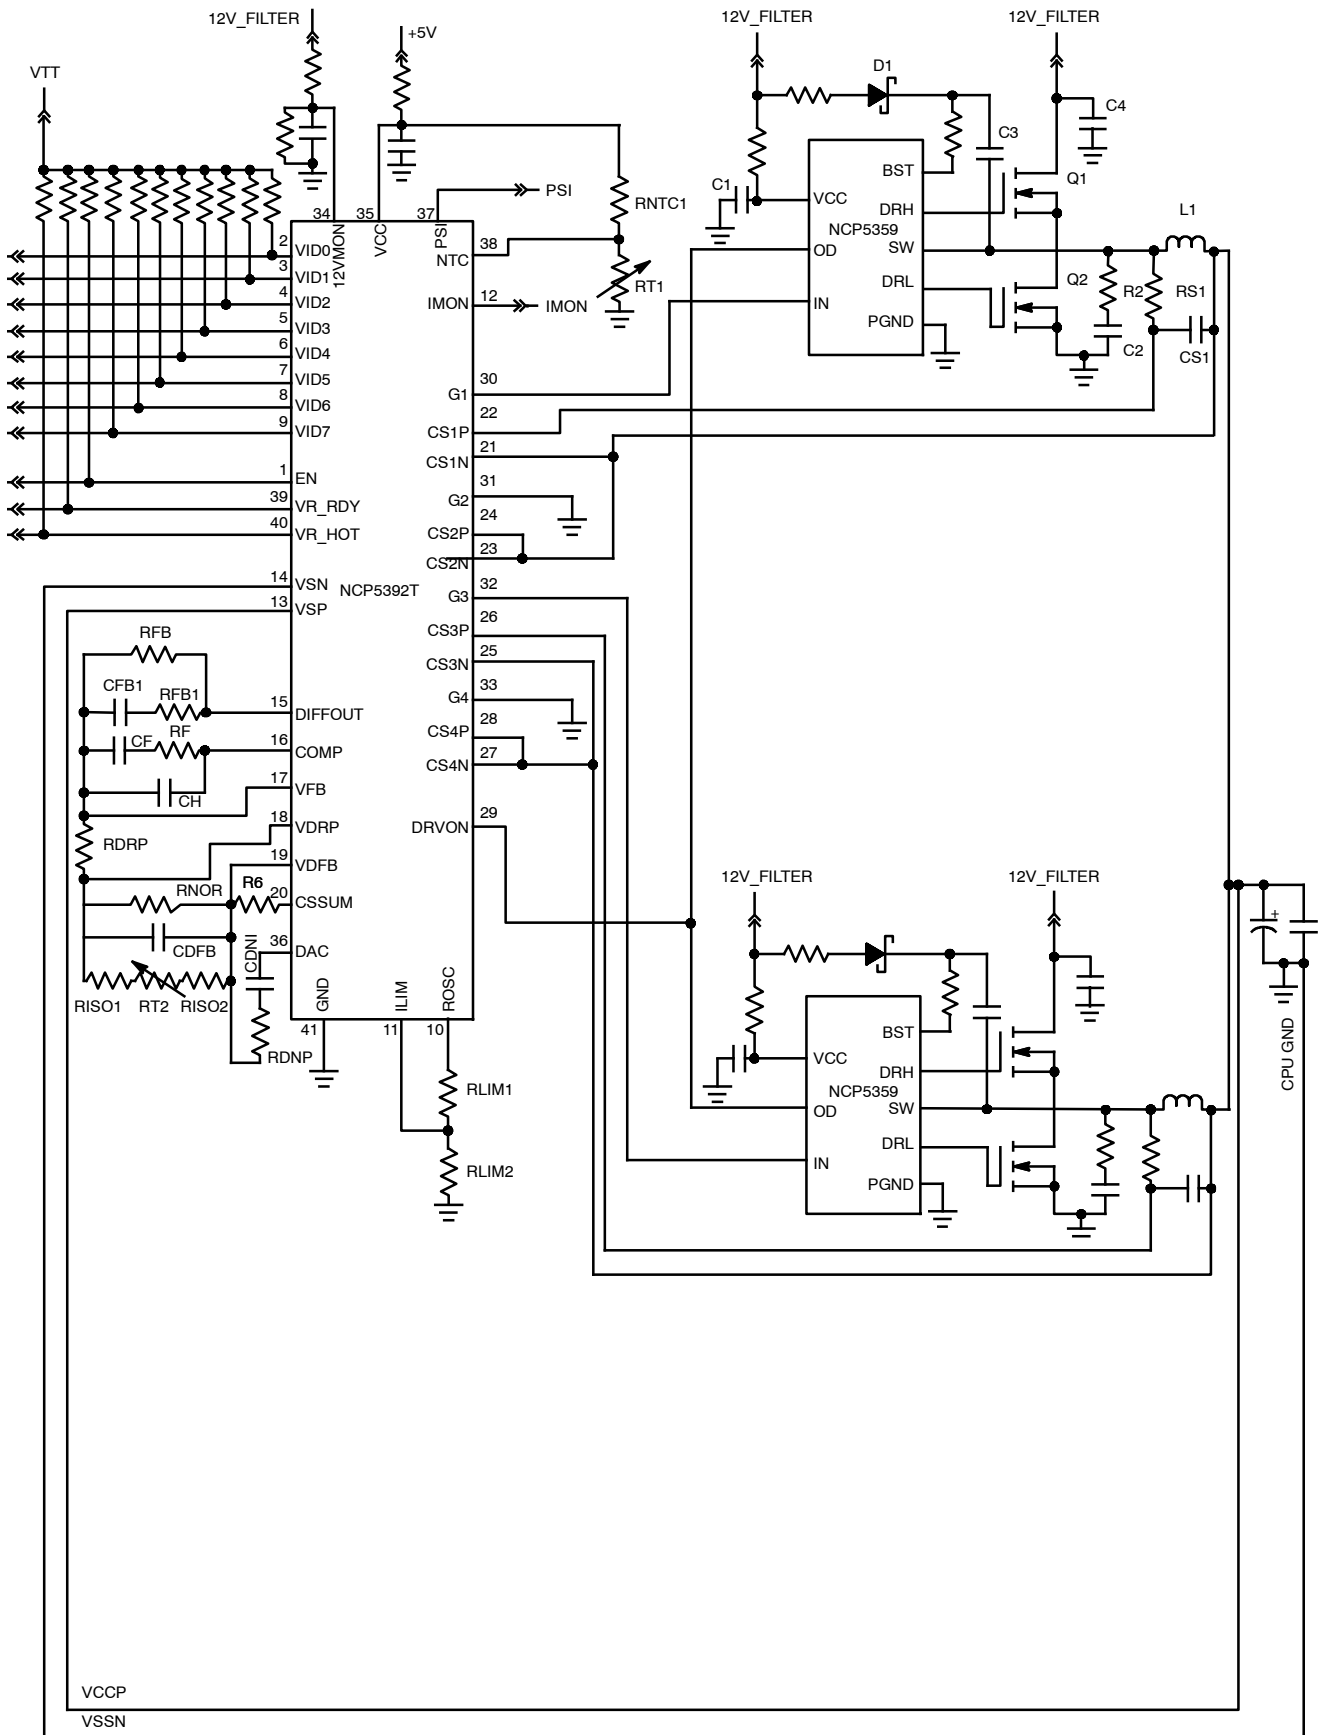 12V_FILTER
+5V
VTT
34
12VMON
35
VCC
37
PSI
PSI
RNTC1
38
NTC
RT1
12
IMON
IMON
2
VID0
3
VID1
4
VID2
5
VID3
6
VID4
7
VID5
8
VID6
9
VID7
1
EN
39
VR_RDY
40
VR_HOT
14
VSN
13
VSP
NCP5392T
30
G1
22
CS1P
21
CS1N
31
G2
24
CS2P
23
CS2N
32
G3
26
CS3P
25
CS3N
33
G4
28
CS4P
27
CS4N
29
DRVON
RFB
CFB1
RFB1
15
DIFFOUT
CF
RF
16
COMP
CH
17
VFB
RDRP
18
VDRP
19
VDFB
RNOR
R6
20
CSSUM
CDFB
36
DAC
CDNI
RISO1
RT2
RISO2
RDNP
GND
41
ILIM
11
ROSC
10
RLIM1
RLIM2
12V_FILTER
12V_FILTER
D1
C3
C4
C1
VCC
BST
DRH
NCP5359
OD
SW
DRL
IN
PGND
Q1
Q2
L1
R2
RS1
C2
CS1
12V_FILTER
12V_FILTER
BST
VCC
DRH
NCP5359
OD
SW
DRL
IN
PGND
+
CPU GND
VCCP
VSSN